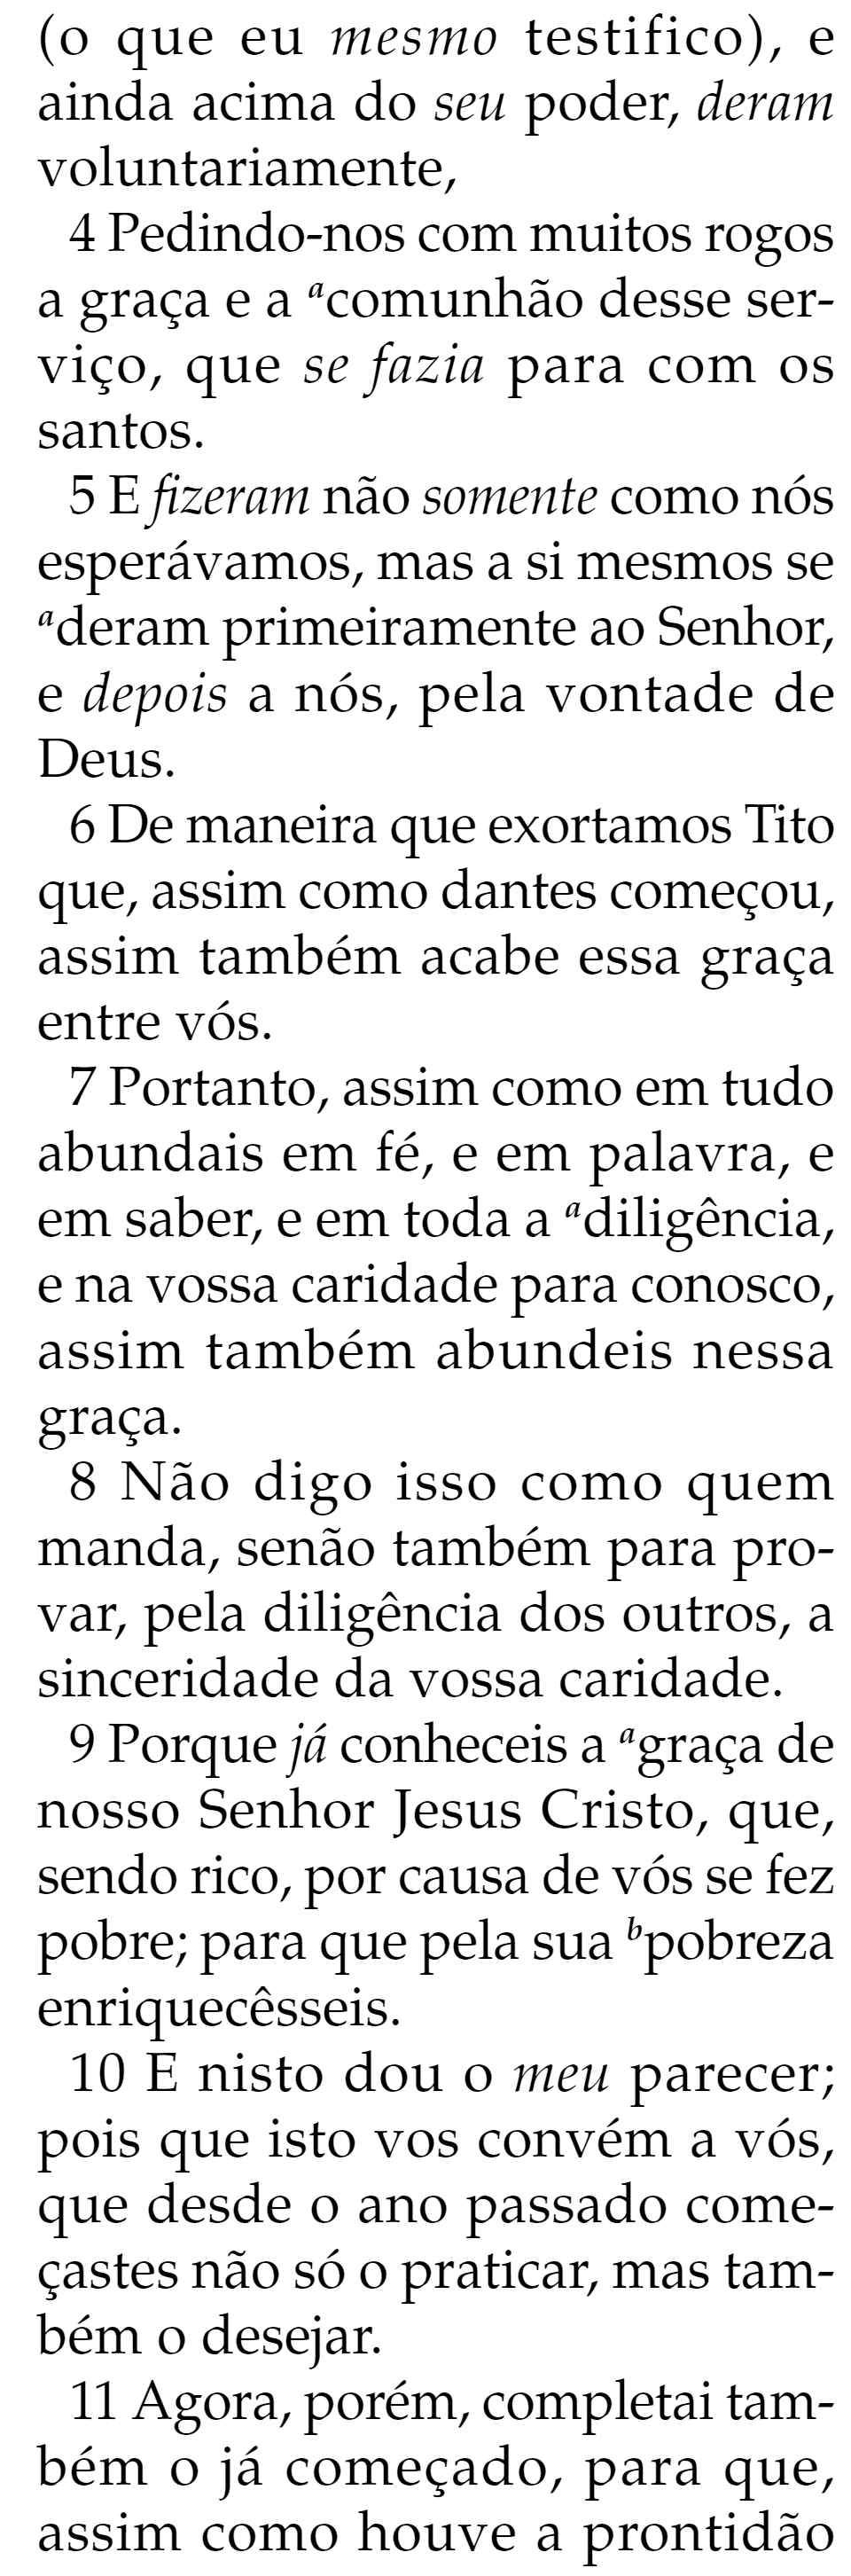 (o que eu mesmo testifico), e
ainda acima do seu poder, deram
voluntariamente,
4 Pedindo-nos com muitos rogos
a graça e a ᵃcomunhão desse ser-
viço, que se fazia para com os
santos.
5 E fizeram não somente como nós
esperávamos, mas a si mesmos se
ᵃderam primeiramente ao Senhor,
e depois a nós, pela vontade de
Deus.
6 De maneira que exortamos Tito
que, assim como dantes começou,
assim também acabe essa graça
entre vós.
7 Portanto, assim como em tudo
abundais em fé, e em palavra, e
em saber, e em toda a ᵃdiligência,
e na vossa caridade para conosco,
assim também abundeis nessa
graça.
8 Não digo isso como quem
manda, senão também para pro-
var, pela diligência dos outros, a
sinceridade da vossa caridade.
9 Porque já conheceis a ᵃgraça de
nosso Senhor Jesus Cristo, que,
sendo rico, por causa de vós se fez
pobre; para que pela sua ᵇpobreza
enriquecêsseis.
10 E nisto dou o meu parecer;
pois que isto vos convém a vós,
que desde o ano passado come-
çastes não só o praticar, mas tam-
bém o desejar.
11 Agora, porém, completai tam-
bém o já começado, para que,
assim como houve a prontidão